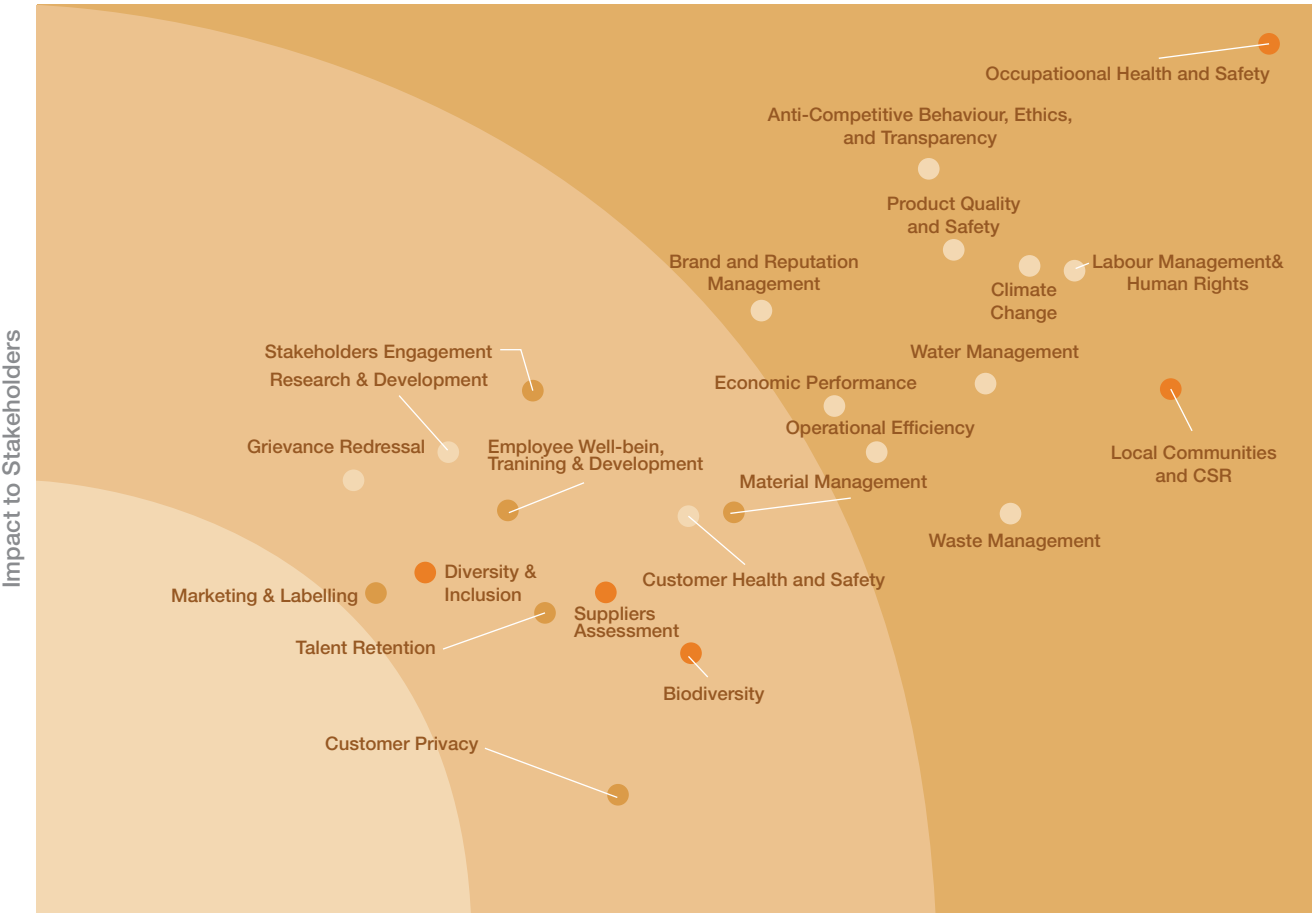 Impact to Stakeholders
Occupatioonal Health and Safety
Anti-Competitive Behaviour, Ethics,
and Transparency
Product Quality
and Safety
Brand and Reputation
Management
Climate
Change
Labour Management&
Human Rights
Stakeholders Engagement
Research & Development
Water Management
Economic Performance
Operational Efficiency
Local Communities
and CSR
Grievance Redressal
Employee Well-bein,
Tranining & Development
Material Management
Waste Management
Customer Health and Safety
Diversity &
Inclusion
Marketing & Labelling
Suppliers
Assessment
Talent Retention
Biodiversity
Customer Privacy